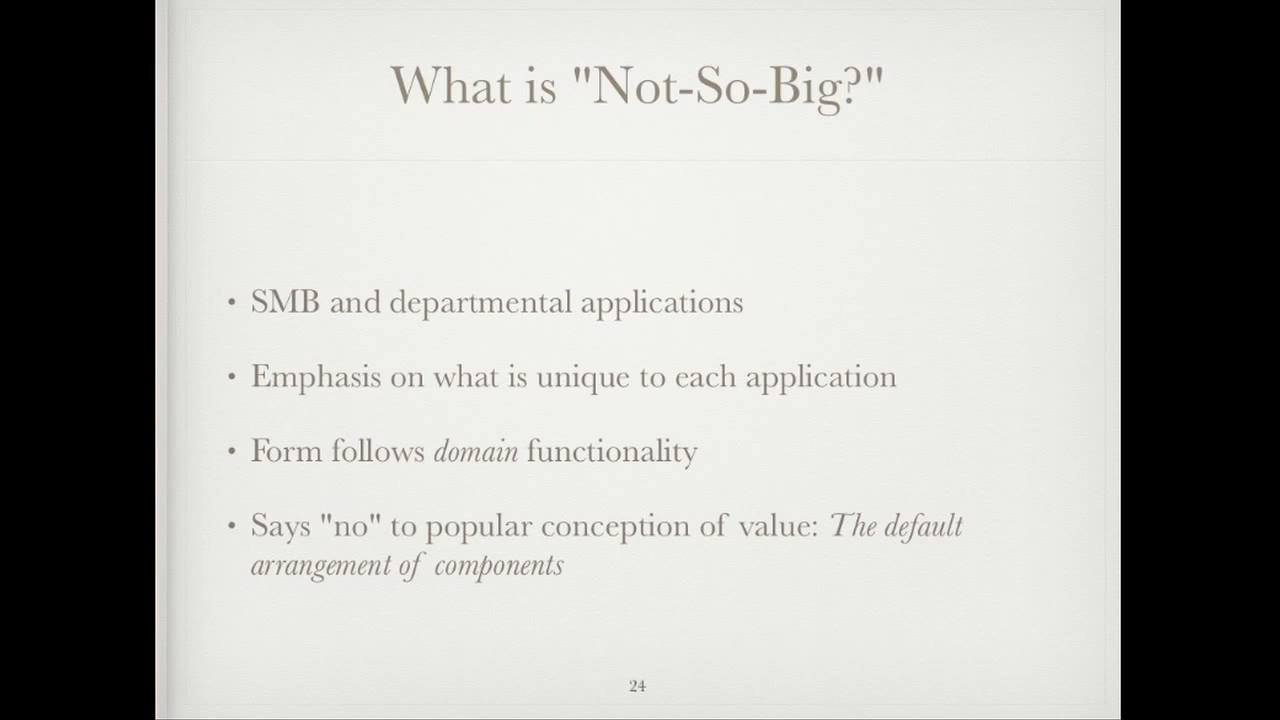 What is "Not-So-Big?"
• SMB and departmental applications
• Emphasis on what is unique to each application
• Form follows domain functionality
• Says "no" to popular conception of value: The default
arrangement of components
24